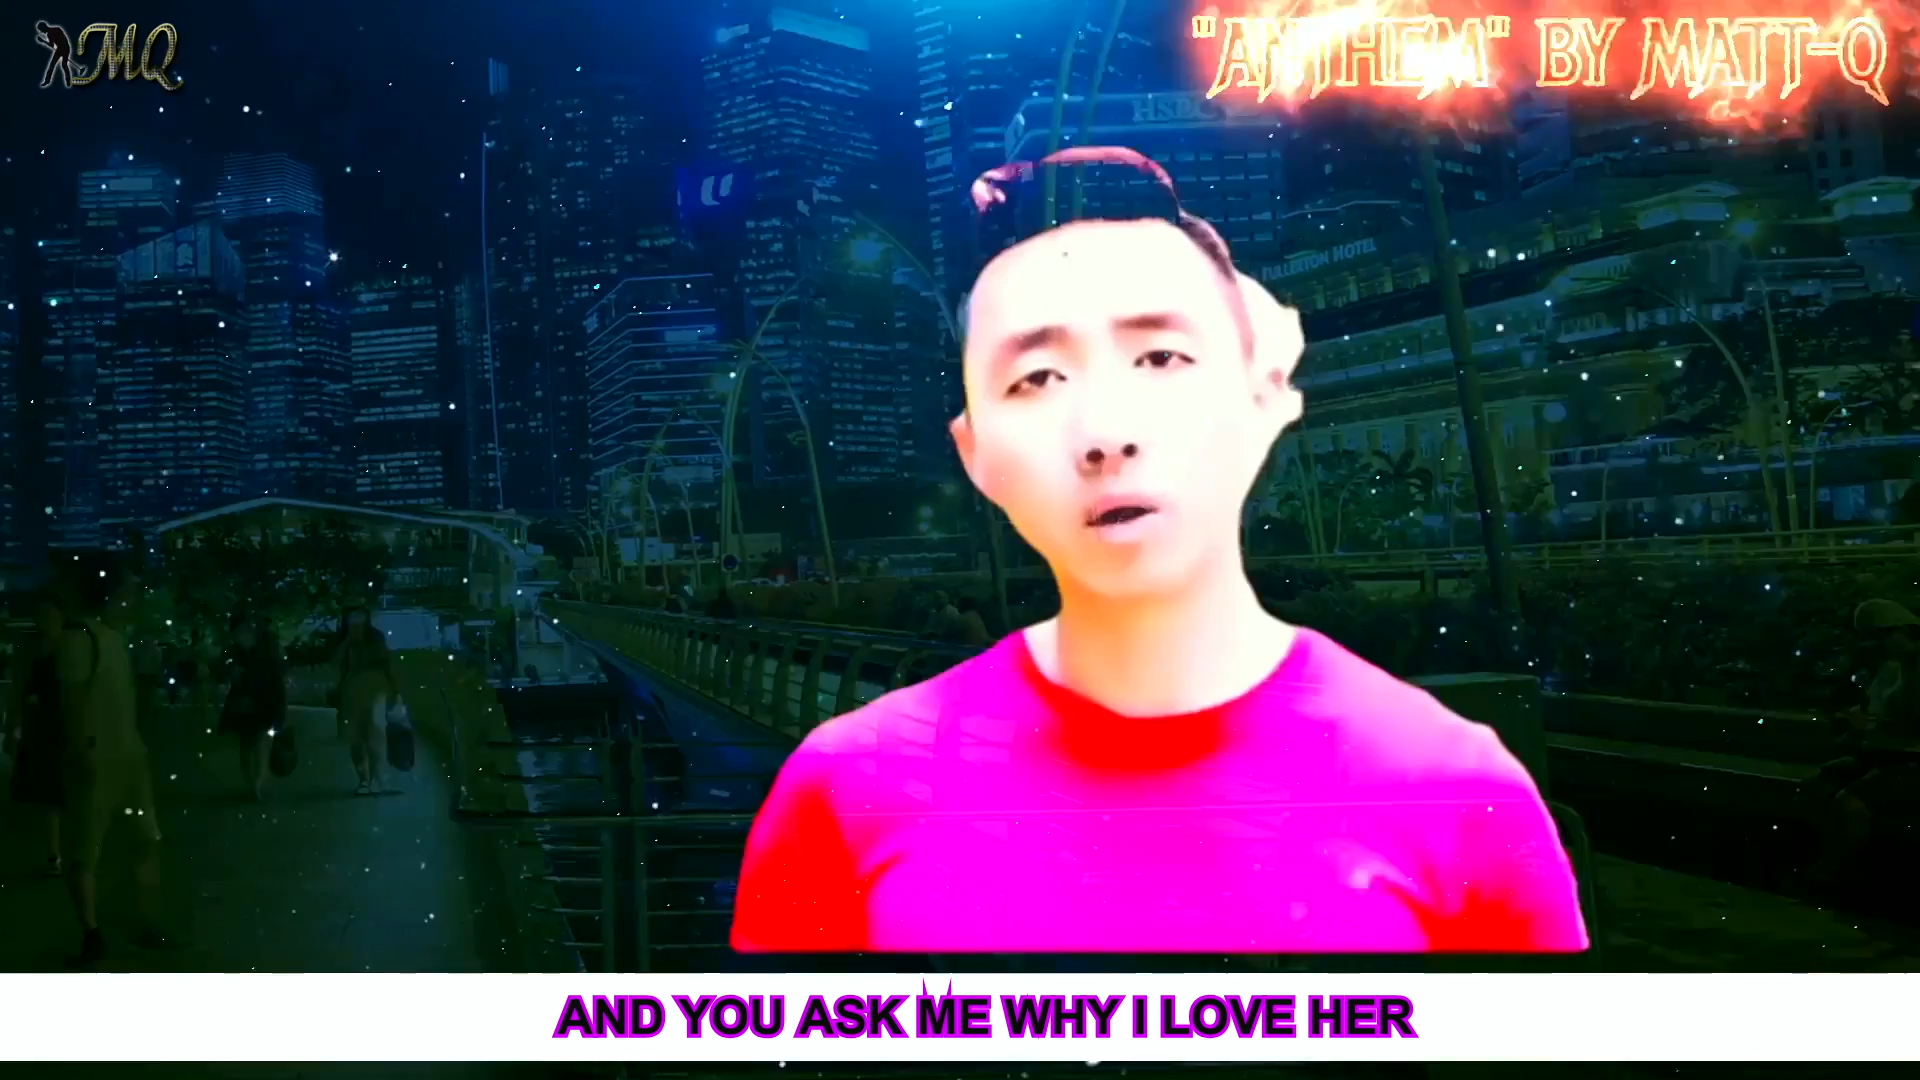 MQ
"ANTHEM" BY MATT-Q
HSBC
FULLERTON HOTEL
AND YOU ASK ME WHY I LOVE HER